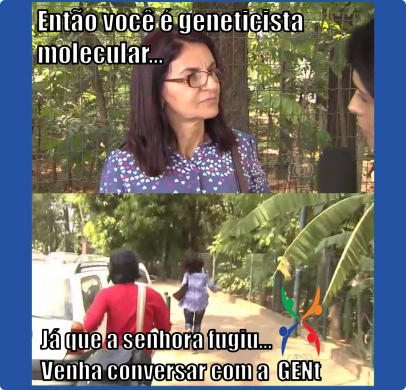 Então você é geneticista
molecular...
Já que a senhora fugiu...
Venha conversar com a GENt